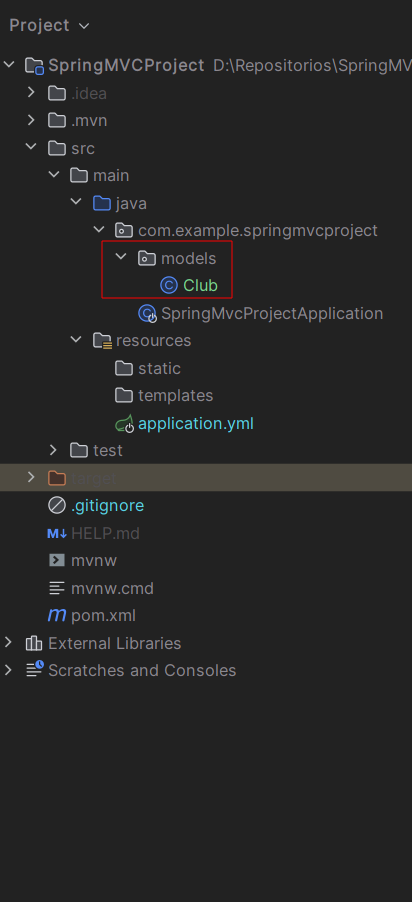 Project
SpringMVCProject D:\Repositorios\SpringMV
.idea
.mvn
src
main
java
com.example.springmvcproject
models
C Club
C SpringMvcProjectApplication
resources
static
templates
application.yml
test
target
.gitignore
M↓ HELP.md
mvnw
mvnw.cmd
m pom.xml
External Libraries
Scratches and Consoles